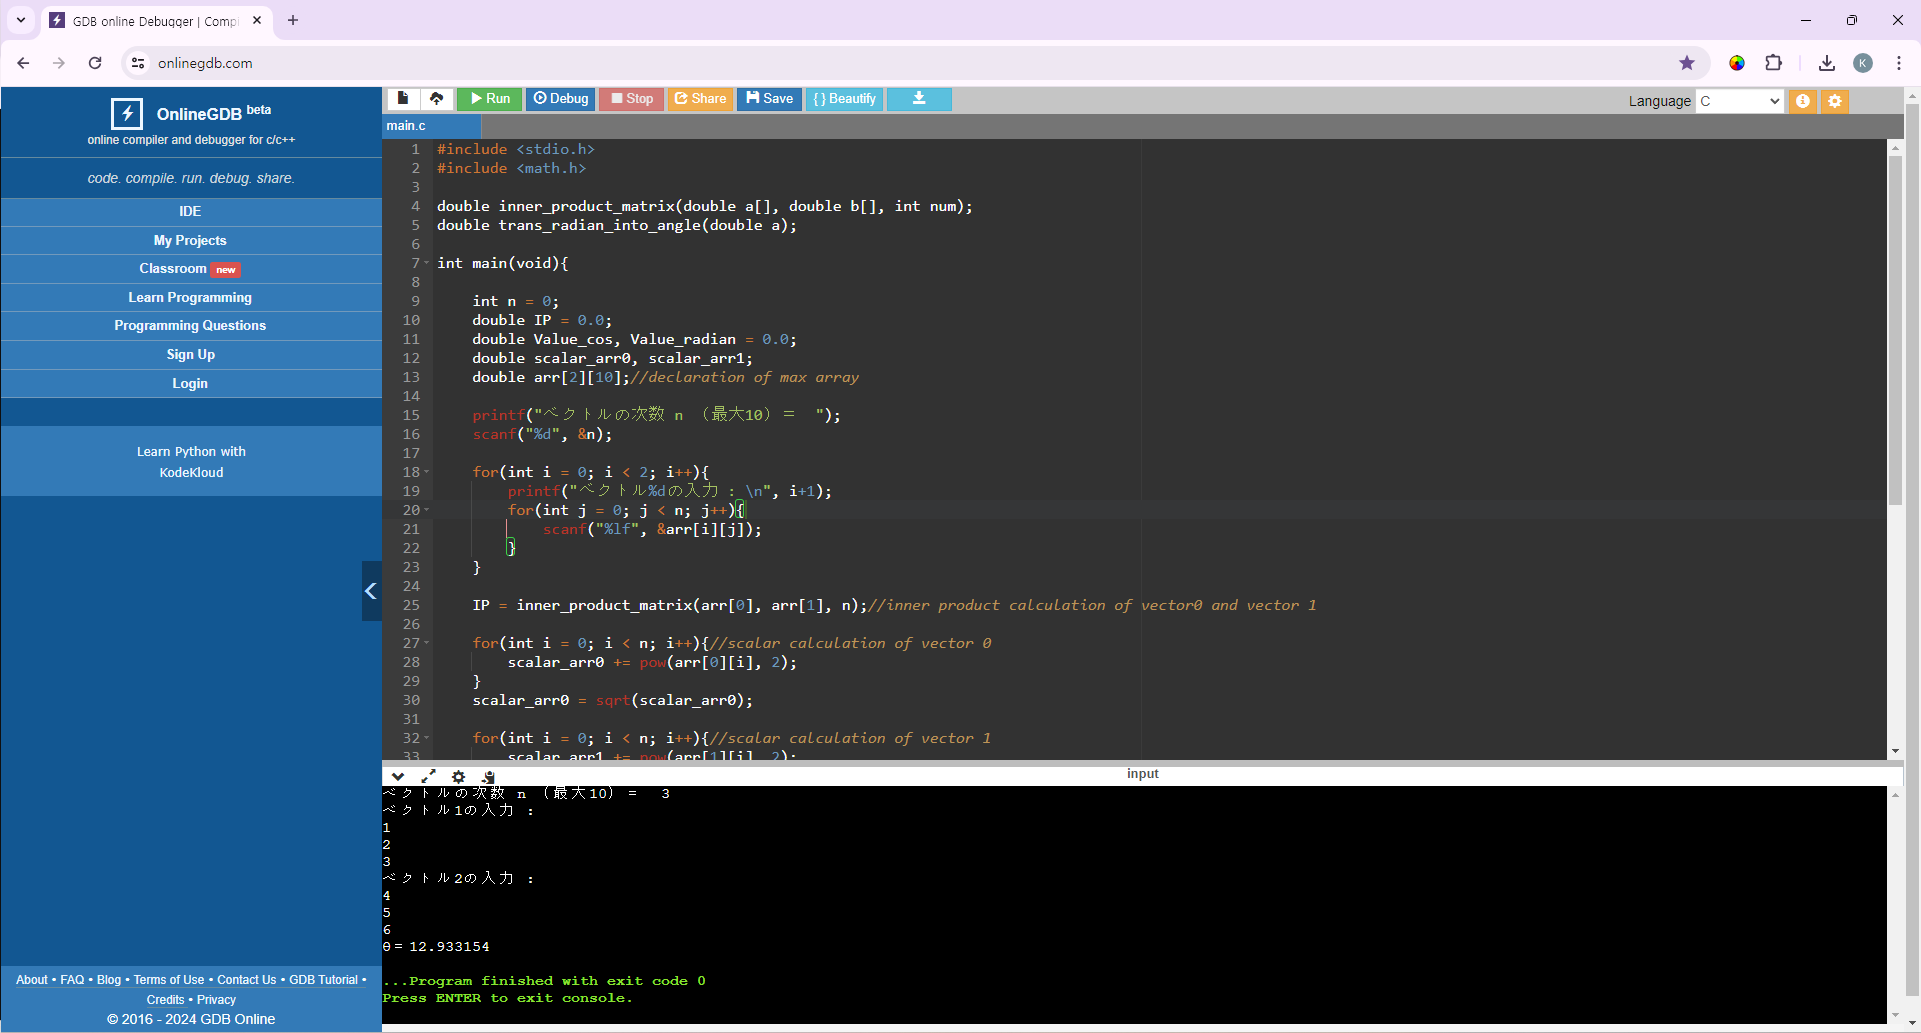 GDB online Debugger | Compi
onlinegdb.com
K
OnlineGDB beta
online compiler and debugger for c/c++
code. compile. run. debug. share.
IDE
My Projects
Classroom new
Learn Programming
Programming Questions
Sign Up
Login
Learn Python with
KodeKloud
About • FAQ • Blog • Terms of Use • Contact Us • GDB Tutorial •
Credits • Privacy
© 2016 - 2024 GDB Online
Run Debug Stop Share Save { } Beautify
Language C
main.c
1 #include <stdio.h>
2 #include <math.h>
3
4 double inner_product_matrix(double a[], double b[], int num);
5 double trans_radian_into_angle(double a);
6
7 int main(void){
8
9 int n = 0;
10 double IP = 0.0;
11 double Value_cos, Value_radian = 0.0;
12 double scalar_arr0, scalar_arr1;
13 double arr[2][10];//declaration of max array
14
15 printf("ベクトルの次数 n （最大10）＝  ");
16 scanf("%d", &n);
17
18 for(int i = 0; i < 2; i++){
19 printf("ベクトル%dの入力 : \n", i+1);
20 for(int j = 0; j < n; j++){
21 scanf("%lf", &arr[i][j]);
22 }
23 }
24
25 IP = inner_product_matrix(arr[0], arr[1], n);//inner product calculation of vector0 and vector 1
26
27 for(int i = 0; i < n; i++){//scalar calculation of vector 0
28 scalar_arr0 += pow(arr[0][i], 2);
29 }
30 scalar_arr0 = sqrt(scalar_arr0);
31
32 for(int i = 0; i < n; i++){//scalar calculation of vector 1
33 scalar_arr1 += pow(arr[1][i], 2);
input
ベクトルの次数 n （最大10）＝  3
ベクトル1の入力 :
1
2
3
ベクトル2の入力 :
4
5
6
θ＝12.933154
...Program finished with exit code 0
Press ENTER to exit console.